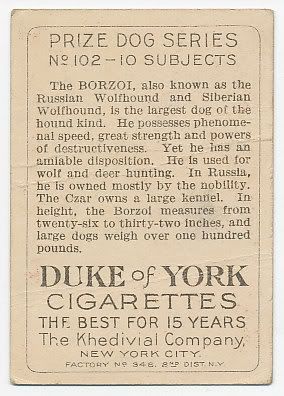 PRIZE DOG SERIES
No 102-10 SUBJECTS
The BORZOI, also known as the
Russian Wolfhound and Siberian
Wolfhound, is the largest dog of the
hound kind. He possesses phenome-
nal speed, great strength and powers
of destructiveness. Yet he has an
amiable disposition. He is used for
wolf and deer hunting. In Russia,
he is owned mostly by the nobility.
The Czar owns a large kennel. In
height, the Borzoi measures from
twenty-six to thirty-two inches, and
large dogs weigh over one hundred
pounds.
DUKE of YORK
CIGARETTES
THE BEST FOR 15 YEARS
The Khedivial Company,
NEW YORK CITY.
FACTORY No 346. 3RD DIST. N.Y.